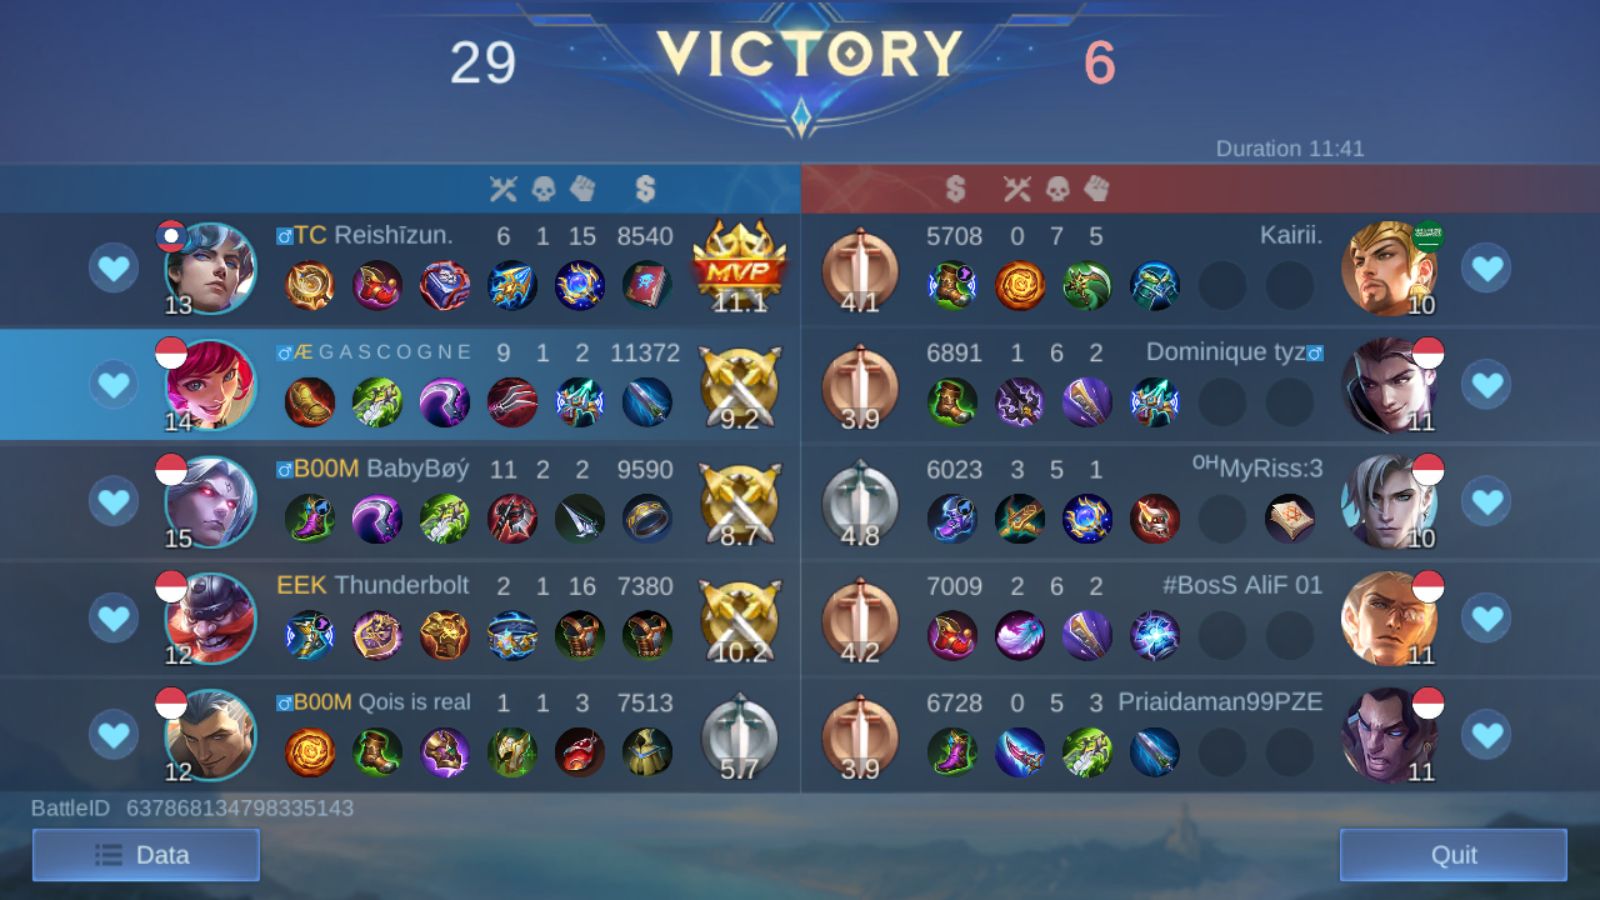 29 VICTORY 6
Duration 11:41
TC Reishīzun. 6 1 15 8540
13 MVP 11.1
4.1 5708 0 7 5 Kairii.
10
Æ G A S C O G N E 9 1 2 11372
14 9.2
3.9 6891 1 6 2 Dominique tyz
11
B00M BabyBøý 11 2 2 9590
15 8.7
4.8 6023 3 5 1 ᴼᴴMyRiss:3
10
EEK Thunderbolt 2 1 16 7380
12 10.2
4.2 7009 2 6 2 #BosS AliF 01
11
B00M Qois is real 1 1 3 7513
12 5.7
3.9 6728 0 5 3 Priaidaman99PZE
11
BattleID 637868134798335143
Data
Quit